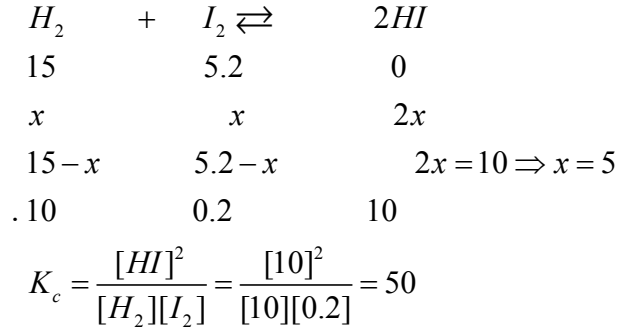 H₂ + I₂ ⇄ 2HI
15 5.2 0
x x 2x
15 − x 5.2 − x 2x = 10 ⇒ x = 5
. 10 0.2 10
K_c = [HI]² / [H₂][I₂] = [10]² / [10][0.2] = 50